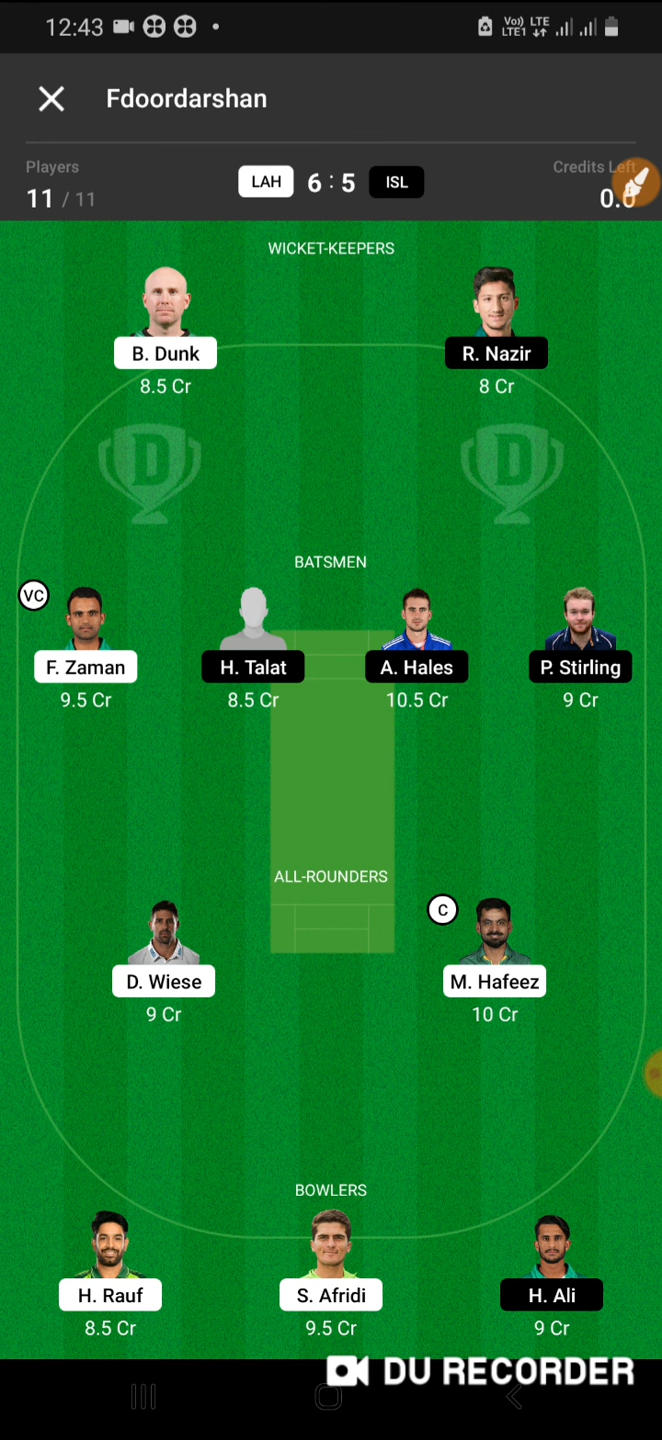 12:43
Vo)) LTE
LTE1
Fdoordarshan
Players
Credits Left
11 / 11
LAH 6 : 5 ISL
0.0
WICKET-KEEPERS
B. Dunk
R. Nazir
8.5 Cr
8 Cr
D
D
BATSMEN
VC
F. Zaman
H. Talat
A. Hales
P. Stirling
9.5 Cr
8.5 Cr
10.5 Cr
9 Cr
ALL-ROUNDERS
C
D. Wiese
M. Hafeez
9 Cr
10 Cr
BOWLERS
H. Rauf
S. Afridi
H. Ali
8.5 Cr
9.5 Cr
9 Cr
DU RECORDER